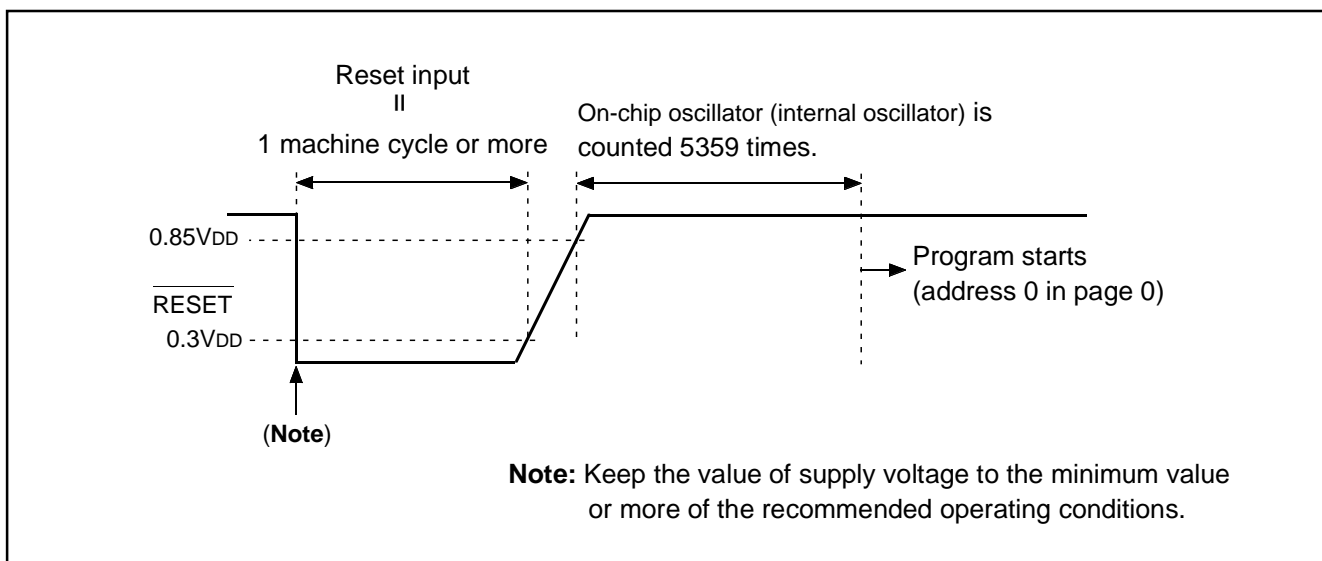 Reset input
=
1 machine cycle or more
On-chip oscillator (internal oscillator) is
counted 5359 times.
0.85VDD
RESET
0.3VDD
Program starts
(address 0 in page 0)
(Note)
Note: Keep the value of supply voltage to the minimum value
or more of the recommended operating conditions.